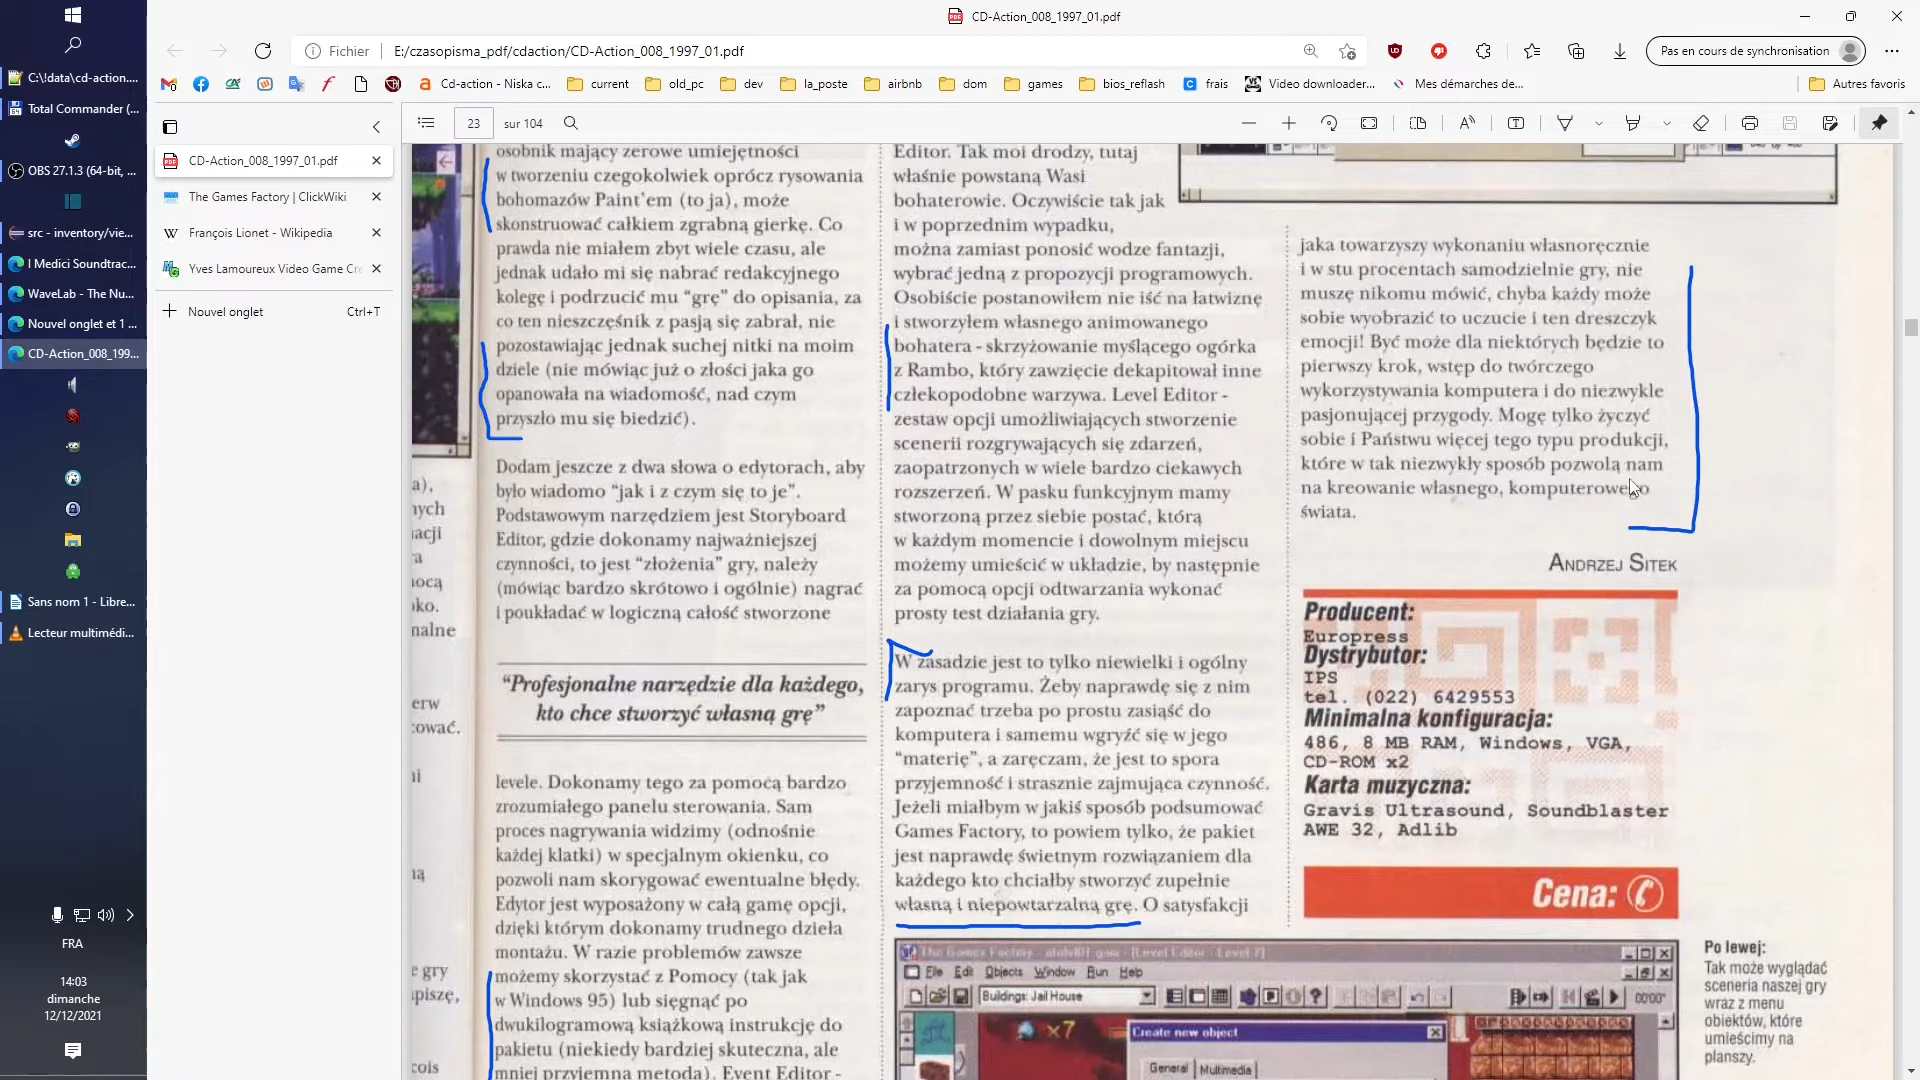 CD-Action_008_1997_01.pdf
Fichier
E:/czasopisma_pdf/cdaction/CD-Action_008_1997_01.pdf
Pas en cours de synchronisation
Cd-action - Niska c...
current
old_pc
dev
la_poste
airbnb
dom
games
bios_reflash
frais
Video downloader...
Mes démarches de...
Autres favoris
23
sur 104
C:\!data\cd-action....
Total Commander (...
OBS 27.1.3 (64-bit, ...
src - inventory/vie...
I Medici Soundtrac...
WaveLab - The Nu...
Nouvel onglet et 1 ...
CD-Action_008_199...
Sans nom 1 - Libre...
Lecteur multimédi...
FRA
14:03
dimanche
12/12/2021
CD-Action_008_1997_01.pdf
The Games Factory | ClickWiki
François Lionet - Wikipedia
Yves Lamoureux Video Game Cre
Nouvel onglet
Ctrl+T
a),
nych
acji
ra
ocą
ko.
nalne
erw
cować.
ni
ną
e gry
piszę,
cois
osobnik mający zerowe umiejętności
w tworzeniu czegokolwiek oprócz rysowania
bohomazów Paint'em (to ja), może
skonstruować całkiem zgrabną gierkę. Co
prawda nie miałem zbyt wiele czasu, ale
jednak udało mi się nabrać redakcyjnego
kolegę i podrzucić mu “grę” do opisania, za
co ten nieszczęśnik z pasją się zabrał, nie
pozostawiając jednak suchej nitki na moim
dziele (nie mówiąc już o złości jaka go
opanowała na wiadomość, nad czym
przyszło mu się biedzić).
Dodam jeszcze z dwa słowa o edytorach, aby
było wiadomo “jak i z czym się to je”.
Podstawowym narzędziem jest Storyboard
Editor, gdzie dokonamy najważniejszej
czynności, to jest “złożenia” gry, należy
(mówiąc bardzo skrótowo i ogólnie) nagrać
i poukładać w logiczną całość stworzone
“Profesjonalne narzędzie dla każdego,
kto chce stworzyć własną grę”
levele. Dokonamy tego za pomocą bardzo
zrozumiałego panelu sterowania. Sam
proces nagrywania widzimy (odnośnie
każdej klatki) w specjalnym okienku, co
pozwoli nam skorygować ewentualne błędy.
Edytor jest wyposażony w całą gamę opcji,
dzięki którym dokonamy trudnego dzieła
montażu. W razie problemów zawsze
możemy skorzystać z Pomocy (tak jak
w Windows 95) lub sięgnąć po
dwukilogramową książkową instrukcję do
pakietu (niekiedy bardziej skuteczna, ale
mniej przyjemna metoda). Event Editor -
Editor. Tak moi drodzy, tutaj
właśnie powstaną Wasi
bohaterowie. Oczywiście tak jak
i w poprzednim wypadku,
można zamiast ponosić wodze fantazji,
wybrać jedną z propozycji programowych.
Osobiście postanowiłem nie iść na łatwiznę
i stworzyłem własnego animowanego
bohatera - skrzyżowanie myślącego ogórka
z Rambo, który zawzięcie dekapitował inne
człekopodobne warzywa. Level Editor -
zestaw opcji umożliwiających stworzenie
scenerii rozgrywających się zdarzeń,
zaopatrzonych w wiele bardzo ciekawych
rozszerzeń. W pasku funkcyjnym mamy
stworzoną przez siebie postać, którą
w każdym momencie i dowolnym miejscu
możemy umieścić w układzie, by następnie
za pomocą opcji odtwarzania wykonać
prosty test działania gry.
W zasadzie jest to tylko niewielki i ogólny
zarys programu. Żeby naprawdę się z nim
zapoznać trzeba po prostu zasiąść do
komputera i samemu wgryźć się w jego
“materię”, a zaręczam, że jest to spora
przyjemność i strasznie zajmująca czynność.
Jeżeli miałbym w jakiś sposób podsumować
Games Factory, to powiem tylko, że pakiet
jest naprawdę świetnym rozwiązaniem dla
każdego kto chciałby stworzyć zupełnie
własną i niepowtarzalną grę. O satysfakcji
jaka towarzyszy wykonaniu własnoręcznie
i w stu procentach samodzielnie gry, nie
muszę nikomu mówić, chyba każdy może
sobie wyobrazić to uczucie i ten dreszczyk
emocji! Być może dla niektórych będzie to
pierwszy krok, wstęp do twórczego
wykorzystywania komputera i do niezwykle
pasjonującej przygody. Mogę tylko życzyć
sobie i Państwu więcej tego typu produkcji,
które w tak niezwykły sposób pozwolą nam
na kreowanie własnego, komputerowego
świata.
ANDRZEJ SITEK
Producent:
Europress
Dystrybutor:
IPS
tel. (022) 6429553
Minimalna konfiguracja:
486, 8 MB RAM, Windows, VGA,
CD-ROM x2
Karta muzyczna:
Gravis Ultrasound, Soundblaster
AWE 32, Adlib
Cena:
File Edit Objects Window Run Help
Buildings: Jail House
x7
Create new object
General
Multimedia
Po lewej:
Tak może wyglądać
sceneria naszej gry
wraz z menu
obiektów, które
umieścimy na
planszy.